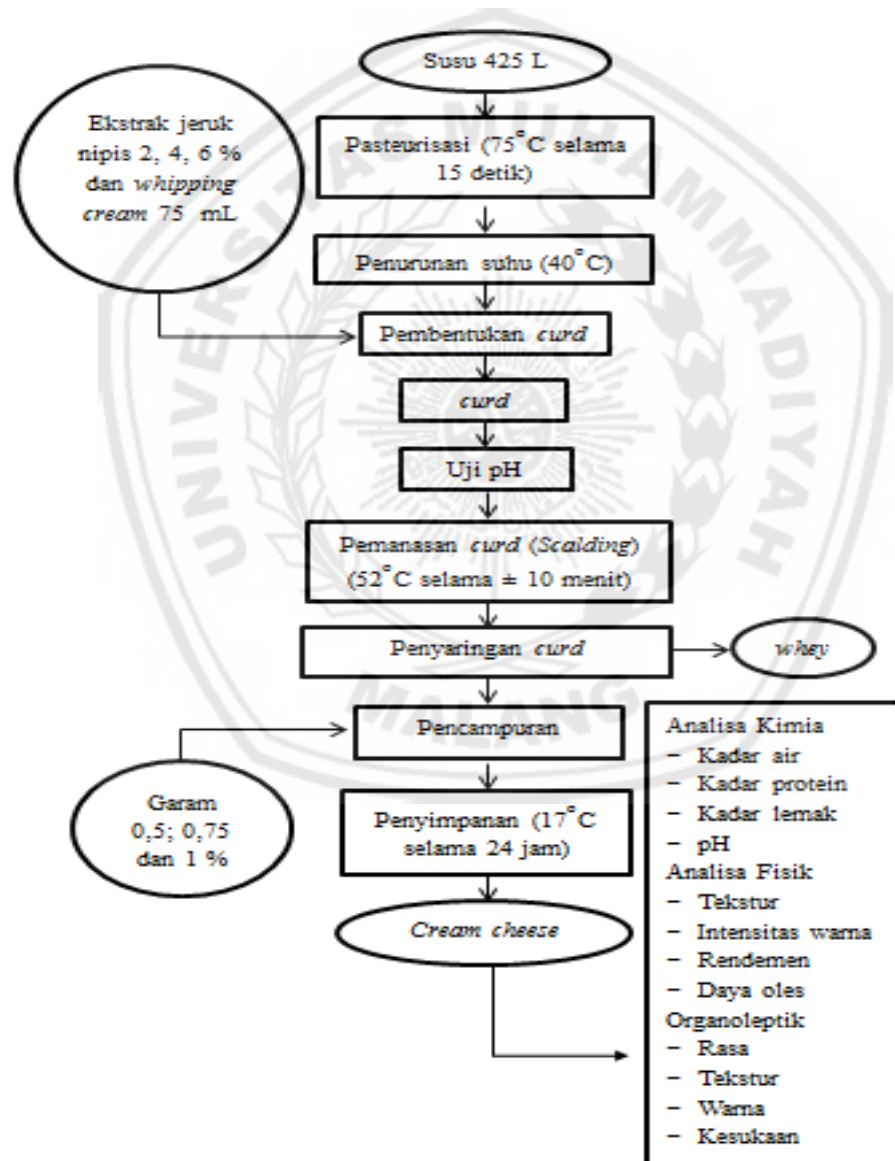 Susu 425 L
Ekstrak jeruk
nipis 2, 4, 6 %
dan whipping
cream 75 mL
Pasteurisasi (75°C selama
15 detik)
Penurunan suhu (40°C)
Pembentukan curd
curd
Uji pH
Pemanasan curd (Scalding)
(52°C selama ± 10 menit)
Penyaringan curd
whey
Pencampuran
Garam
0,5; 0,75
dan 1 %
Penyimpanan (17°C
selama 24 jam)
Cream cheese
Analisa Kimia
- Kadar air
- Kadar protein
- Kadar lemak
- pH
Analisa Fisik
- Tekstur
- Intensitas warna
- Rendemen
- Daya oles
Organoleptik
- Rasa
- Tekstur
- Warna
- Kesukaan
UNIVERSITAS MUHAMMADIYAH
MALANG